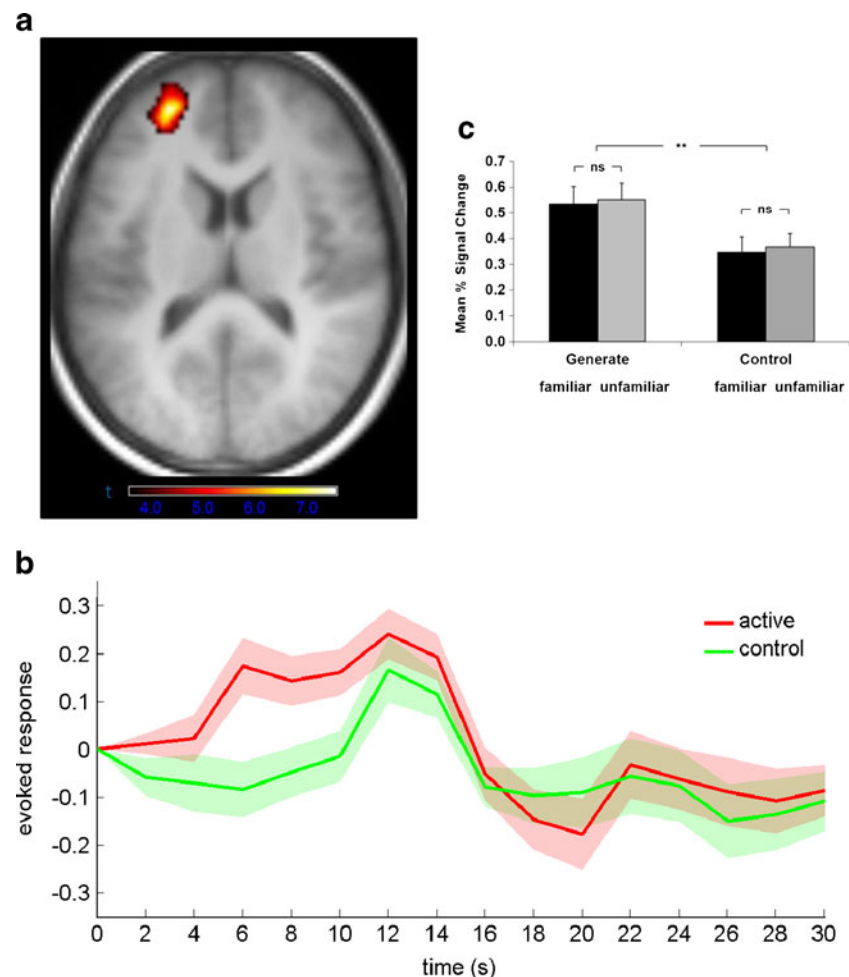 a
t
4.0 5.0 6.0 7.0
c
**
ns
ns
Mean % Signal Change
0.7
0.6
0.5
0.4
0.3
0.2
0.1
0.0
Generate Control
familiar unfamiliar familiar unfamiliar
b
active
control
evoked response
0.3
0.2
0.1
0
-0.1
-0.2
-0.3
0 2 4 6 8 10 12 14 16 18 20 22 24 26 28 30
time (s)